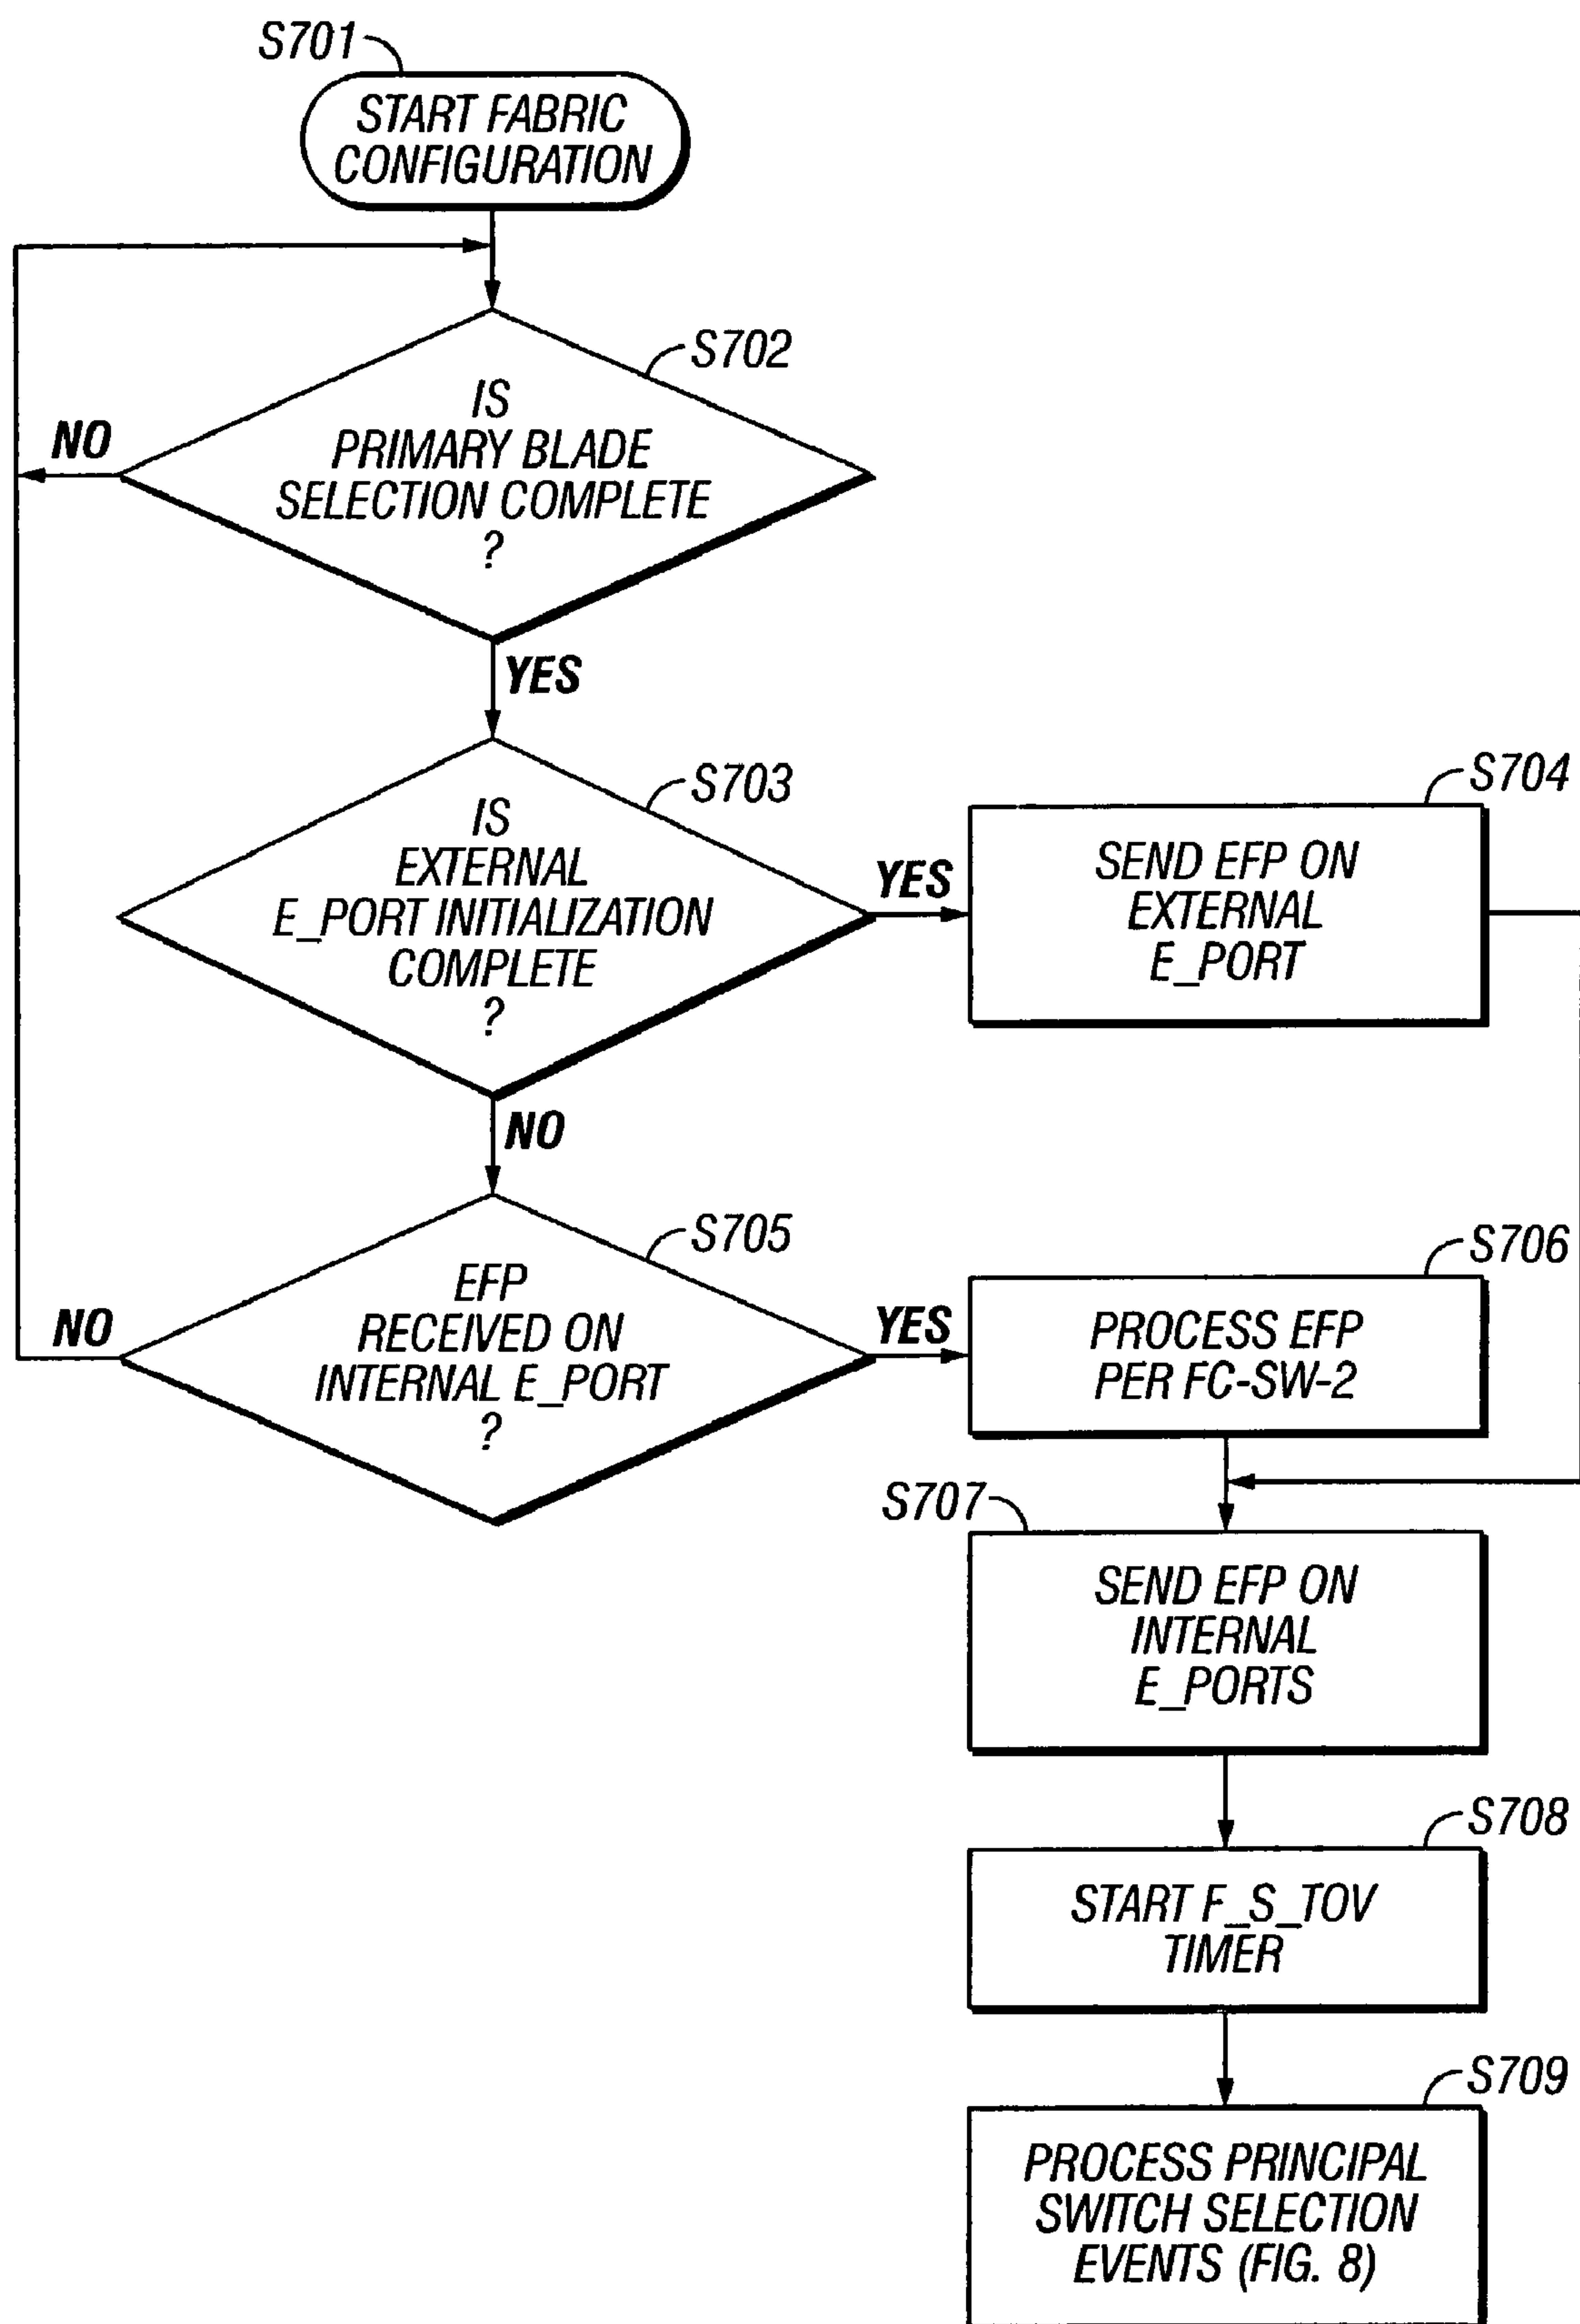 S701
START FABRIC
CONFIGURATION
S702
IS
PRIMARY BLADE
SELECTION COMPLETE
?
NO
YES
S703
IS
EXTERNAL
E_PORT INITIALIZATION
COMPLETE
?
YES
S704
SEND EFP ON
EXTERNAL
E_PORT
NO
S705
EFP
RECEIVED ON
INTERNAL E_PORT
?
NO
YES
S706
PROCESS EFP
PER FC-SW-2
S707
SEND EFP ON
INTERNAL
E_PORTS
S708
START F_S_TOV
TIMER
S709
PROCESS PRINCIPAL
SWITCH SELECTION
EVENTS (FIG. 8)